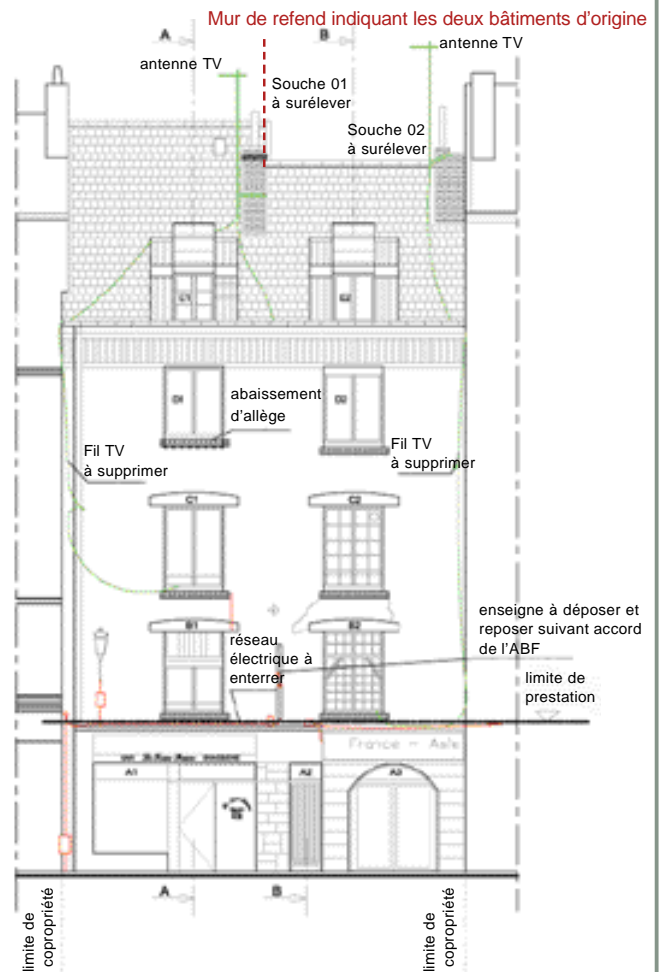 Mur de refend indiquant les deux bâtiments d'origine
A
B
antenne TV
antenne TV
Souche 01
à surélever
Souche 02
à surélever
C1
D1
D2
abaissement
d'allège
Fil TV
à supprimer
Fil TV
à supprimer
C1
C2
B1
B2
enseigne à déposer et
reposer suivant accord
de l'ABF
réseau
électrique à
enterrer
limite de
prestation
France - Asie
A1
A2
A3
A
B
limite de
copropriété
limite de
copropriété